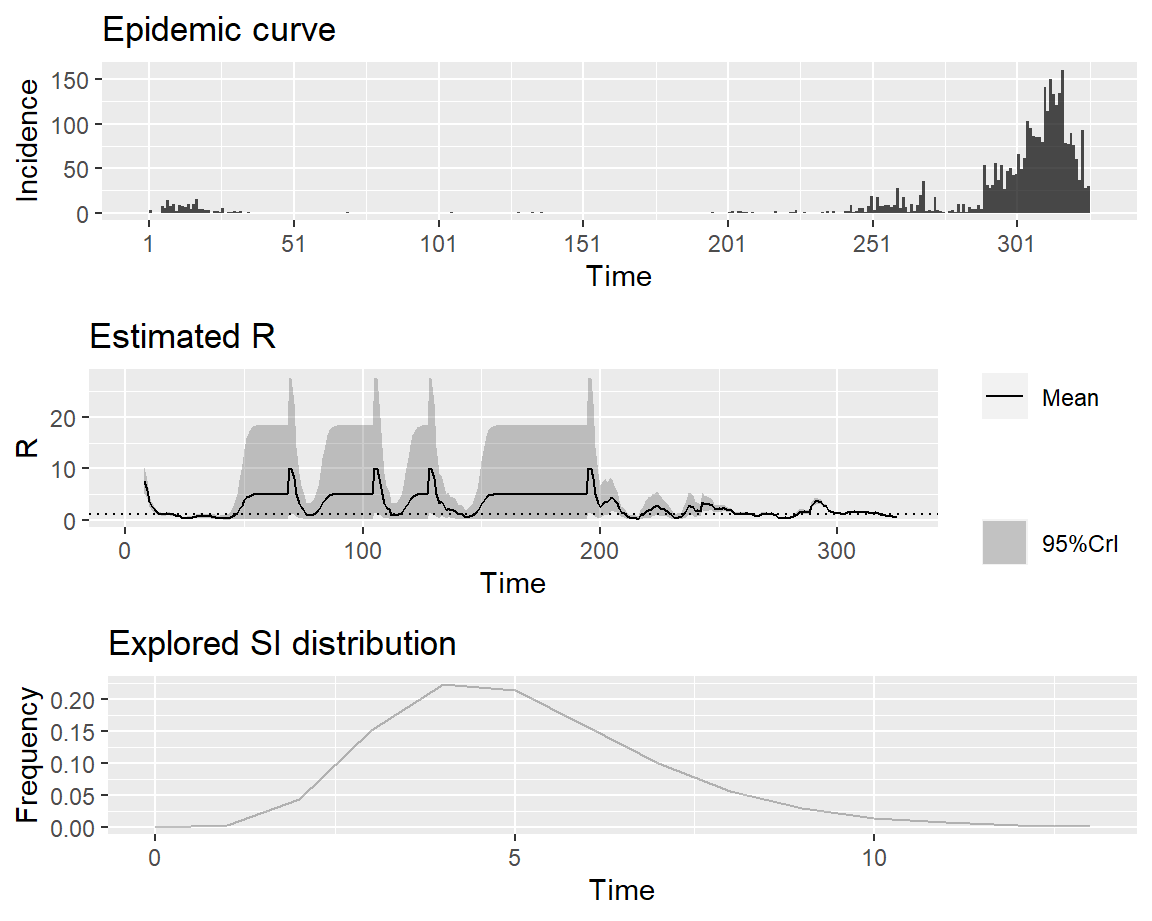 Epidemic curve
Incidence
150
100
50
0
1 51 101 151 201 251 301
Time
Estimated R
R
20
10
0
0 100 200 300
Time
Mean
95%CrI
Explored SI distribution
Frequency
0.20
0.15
0.10
0.05
0.00
0 5 10
Time